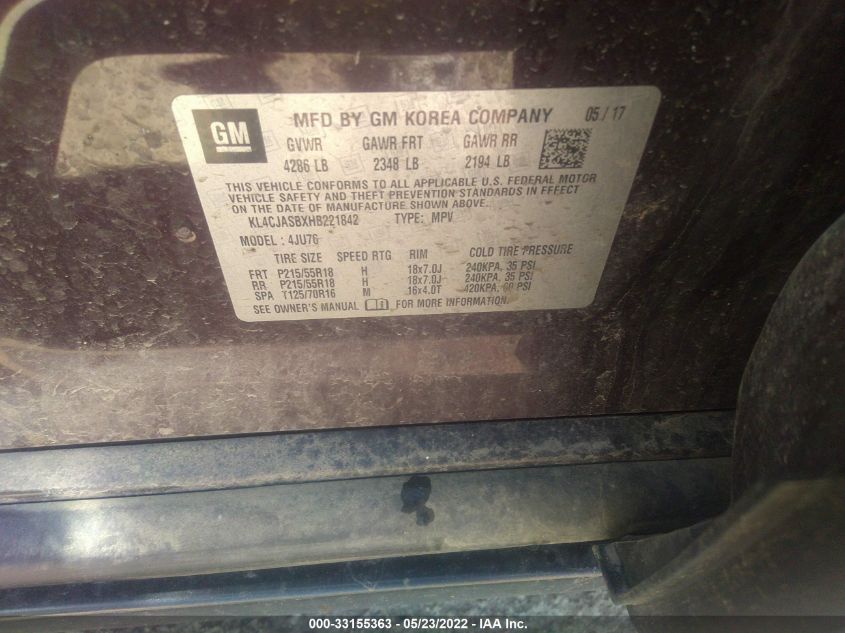 GM
MFD BY GM KOREA COMPANY 05/17
GVWR GAWR FRT GAWR RR
4286 LB 2348 LB 2194 LB
THIS VEHICLE CONFORMS TO ALL APPLICABLE U.S. FEDERAL MOTOR
VEHICLE SAFETY AND THEFT PREVENTION STANDARDS IN EFFECT
ON THE DATE OF MANUFACTURE SHOWN ABOVE.
KL4CJASBXHB221842 TYPE: MPV
MODEL: 4JU76
TIRE SIZE SPEED RTG RIM COLD TIRE PRESSURE
FRT P215/55R18 H 18x7.0J 240KPA, 35 PSI
RR P215/55R18 H 18x7.0J 240KPA, 35 PSI
SPA T125/70R16 M 16x4.0T 420KPA, 60 PSI
SEE OWNER'S MANUAL FOR MORE INFORMATION.
000-33155363 - 05/23/2022 - IAA Inc.